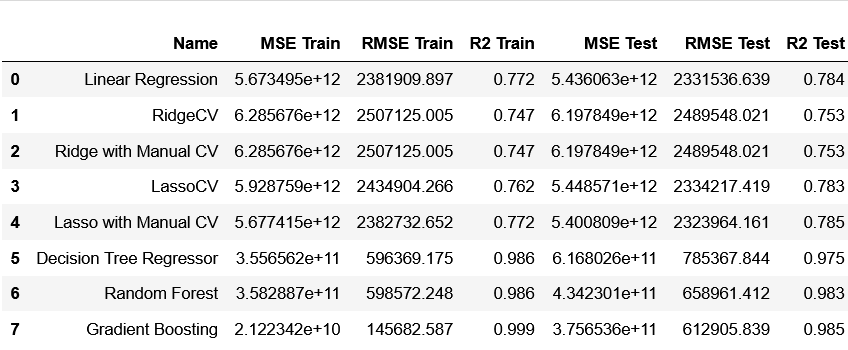 Name MSE Train RMSE Train R2 Train MSE Test RMSE Test R2 Test
0 Linear Regression 5.673495e+12 2381909.897 0.772 5.436063e+12 2331536.639 0.784
1 RidgeCV 6.285676e+12 2507125.005 0.747 6.197849e+12 2489548.021 0.753
2 Ridge with Manual CV 6.285676e+12 2507125.005 0.747 6.197849e+12 2489548.021 0.753
3 LassoCV 5.928759e+12 2434904.266 0.762 5.448571e+12 2334217.419 0.783
4 Lasso with Manual CV 5.677415e+12 2382732.652 0.772 5.400809e+12 2323964.161 0.785
5 Decision Tree Regressor 3.556562e+11 596369.175 0.986 6.168026e+11 785367.844 0.975
6 Random Forest 3.582887e+11 598572.248 0.986 4.342301e+11 658961.412 0.983
7 Gradient Boosting 2.122342e+10 145682.587 0.999 3.756536e+11 612905.839 0.985